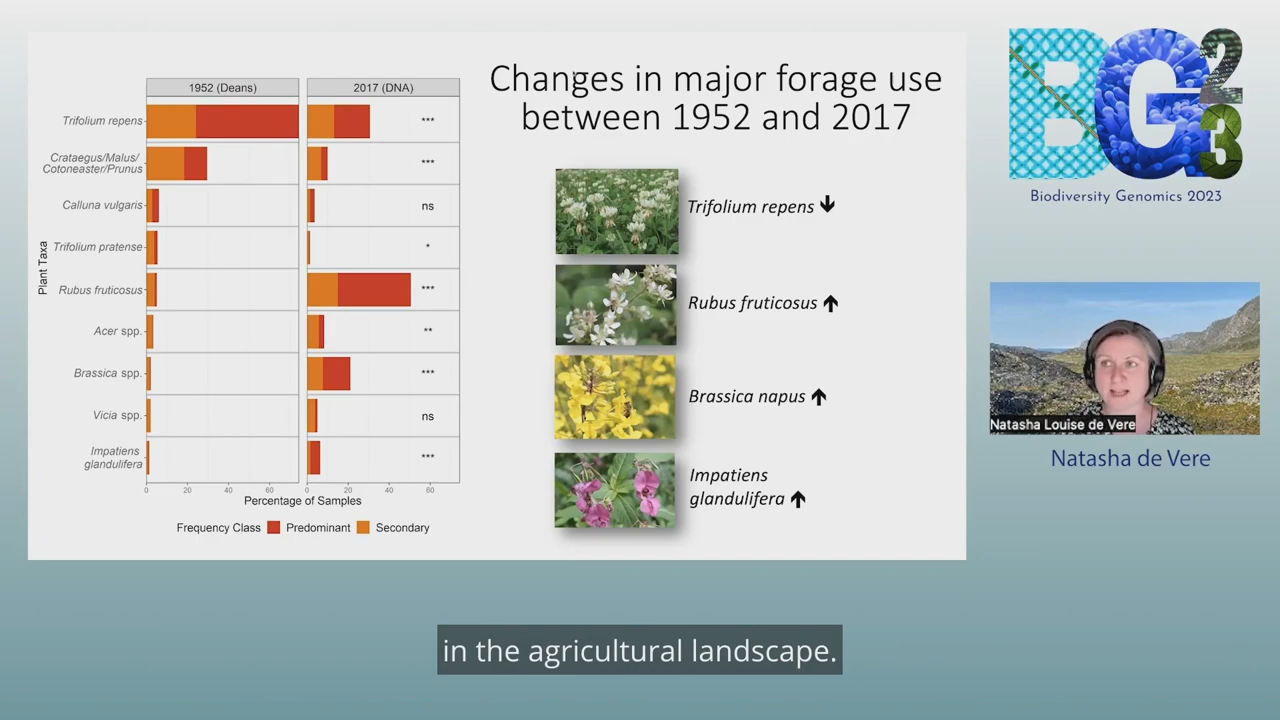 Changes in major forage use
between 1952 and 2017
1952 (Deans)
2017 (DNA)
Plant Taxa
Trifolium repens
***
Crataegus/Malus/
Cotoneaster/Prunus
***
Calluna vulgaris
ns
Trifolium pratense
*
Rubus fruticosus
***
Acer spp.
**
Brassica spp.
***
Vicia spp.
ns
Impatiens
glandulifera
***
0 20 40 60
0 20 40 60
Percentage of Samples
Frequency Class Predominant Secondary
Trifolium repens
Rubus fruticosus
Brassica napus
Impatiens
glandulifera
BG23
Biodiversity Genomics 2023
Natasha Louise de Vere
Natasha de Vere
in the agricultural landscape.